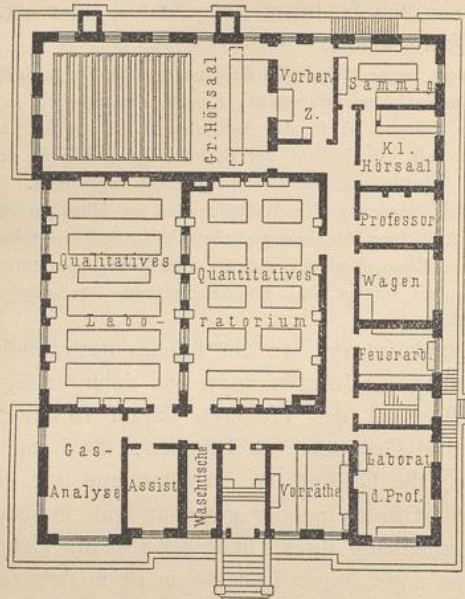 Gr. Hörsaal
Vorber.
Z.
Sammlg
Kl.
Hörsaal
Professor
Qualitatives
Quantitatives
Labo-
ratorium
Wagen
Feuerarb.
Gas-
Analyse
Assist.
Waschtische
Vorräthe
Laborat.
d. Prof.